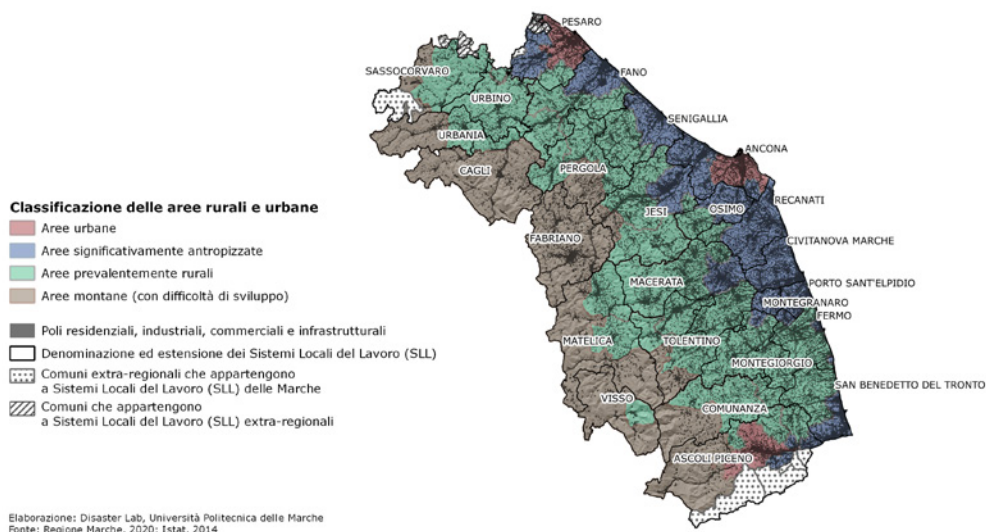 PESARO
SASSOCORVARO
FANO
URBINO
SENIGALLIA
URBANIA
ANCONA
CAGLI
PERGOLA
RECANATI
JESI
OSIMO
FABRIANO
CIVITANOVA MARCHE
MACERATA
PORTO SANT'ELPIDIO
MONTEGRANARO
FERMO
MATELICA
TOLENTINO
MONTEGIORGIO
SAN BENEDETTO DEL TRONTO
VISSO
COMUNANZA
ASCOLI PICENO
Classificazione delle aree rurali e urbane
Aree urbane
Aree significativamente antropizzate
Aree prevalentemente rurali
Aree montane (con difficoltà di sviluppo)
Poli residenziali, industriali, commerciali e infrastrutturali
Denominazione ed estensione dei Sistemi Locali del Lavoro (SLL)
Comuni extra-regionali che appartengono
a Sistemi Locali del Lavoro (SLL) delle Marche
Comuni che appartengono
a Sistemi Locali del Lavoro (SLL) extra-regionali
Elaborazione: Disaster Lab, Università Politecnica delle Marche
Fonte: Regione Marche, 2020; Istat, 2014